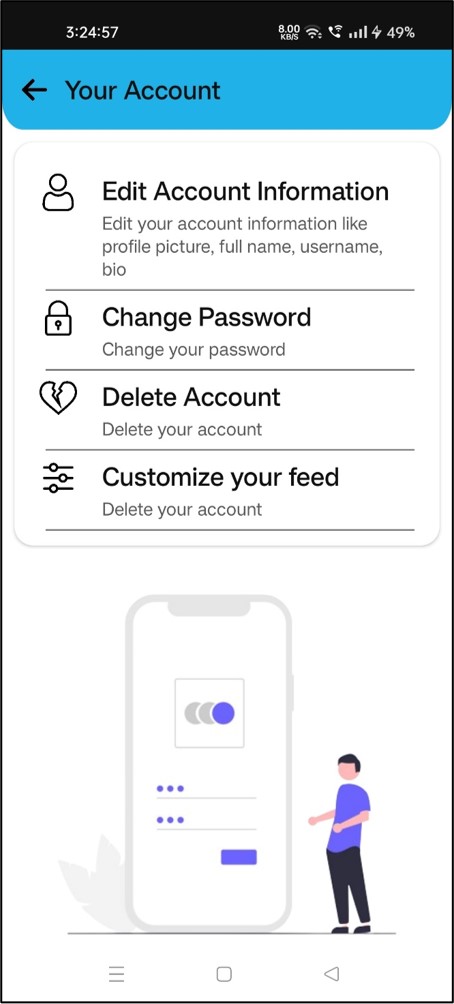 3:24:57 8.00 KB/S 49%
Your Account
Edit Account Information
Edit your account information like
profile picture, full name, username,
bio
Change Password
Change your password
Delete Account
Delete your account
Customize your feed
Delete your account